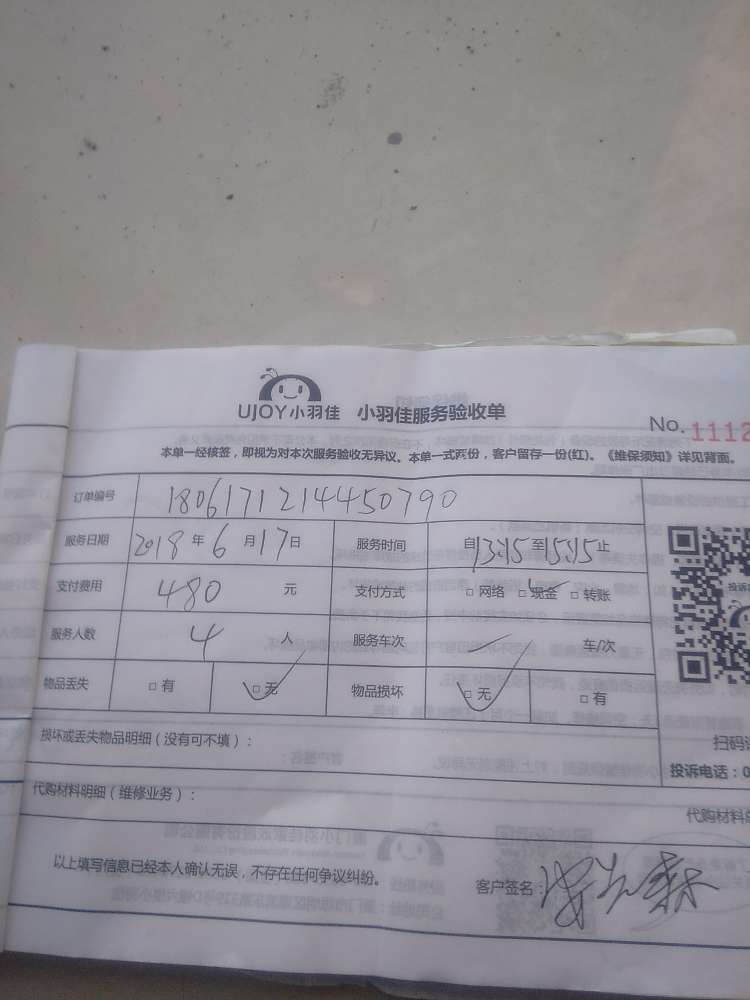 UJOY小羽佳 小羽佳服务验收单
No. 1112
本单一经核签，即视为对本次服务验收无异议。本单一式两份，客户留存一份(红)。《维保须知》详见背面。
订单编号 1806171214450790
服务日期 2018年6月17日 服务时间 自13:15至15:15止
支付费用 480 元 支付方式 □ 网络 □ 现金 □ 转账
服务人数 4 人 服务车次 车/次
物品丢失 □ 有 □ 无 物品损坏 □ 无 □ 有
损坏或丢失物品明细（没有可不填）：
扫码
投诉电话：0
代购材料明细（维修业务）：
代购材料
以上填写信息已经本人确认无误，不存在任何争议纠纷。
客户签名：